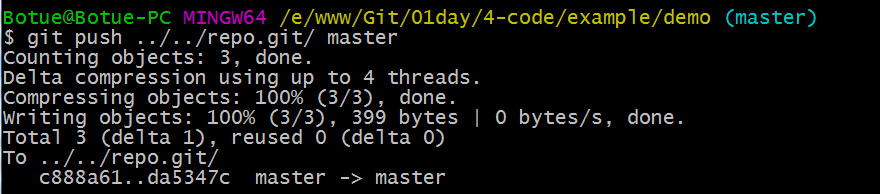 Botue@Botue-PC MINGW64 /e/www/Git/01day/4-code/example/demo (master)
$ git push ../../repo.git/ master
Counting objects: 3, done.
Delta compression using up to 4 threads.
Compressing objects: 100% (3/3), done.
Writing objects: 100% (3/3), 399 bytes | 0 bytes/s, done.
Total 3 (delta 1), reused 0 (delta 0)
To ../../repo.git/
   c888a61..da5347c  master -> master